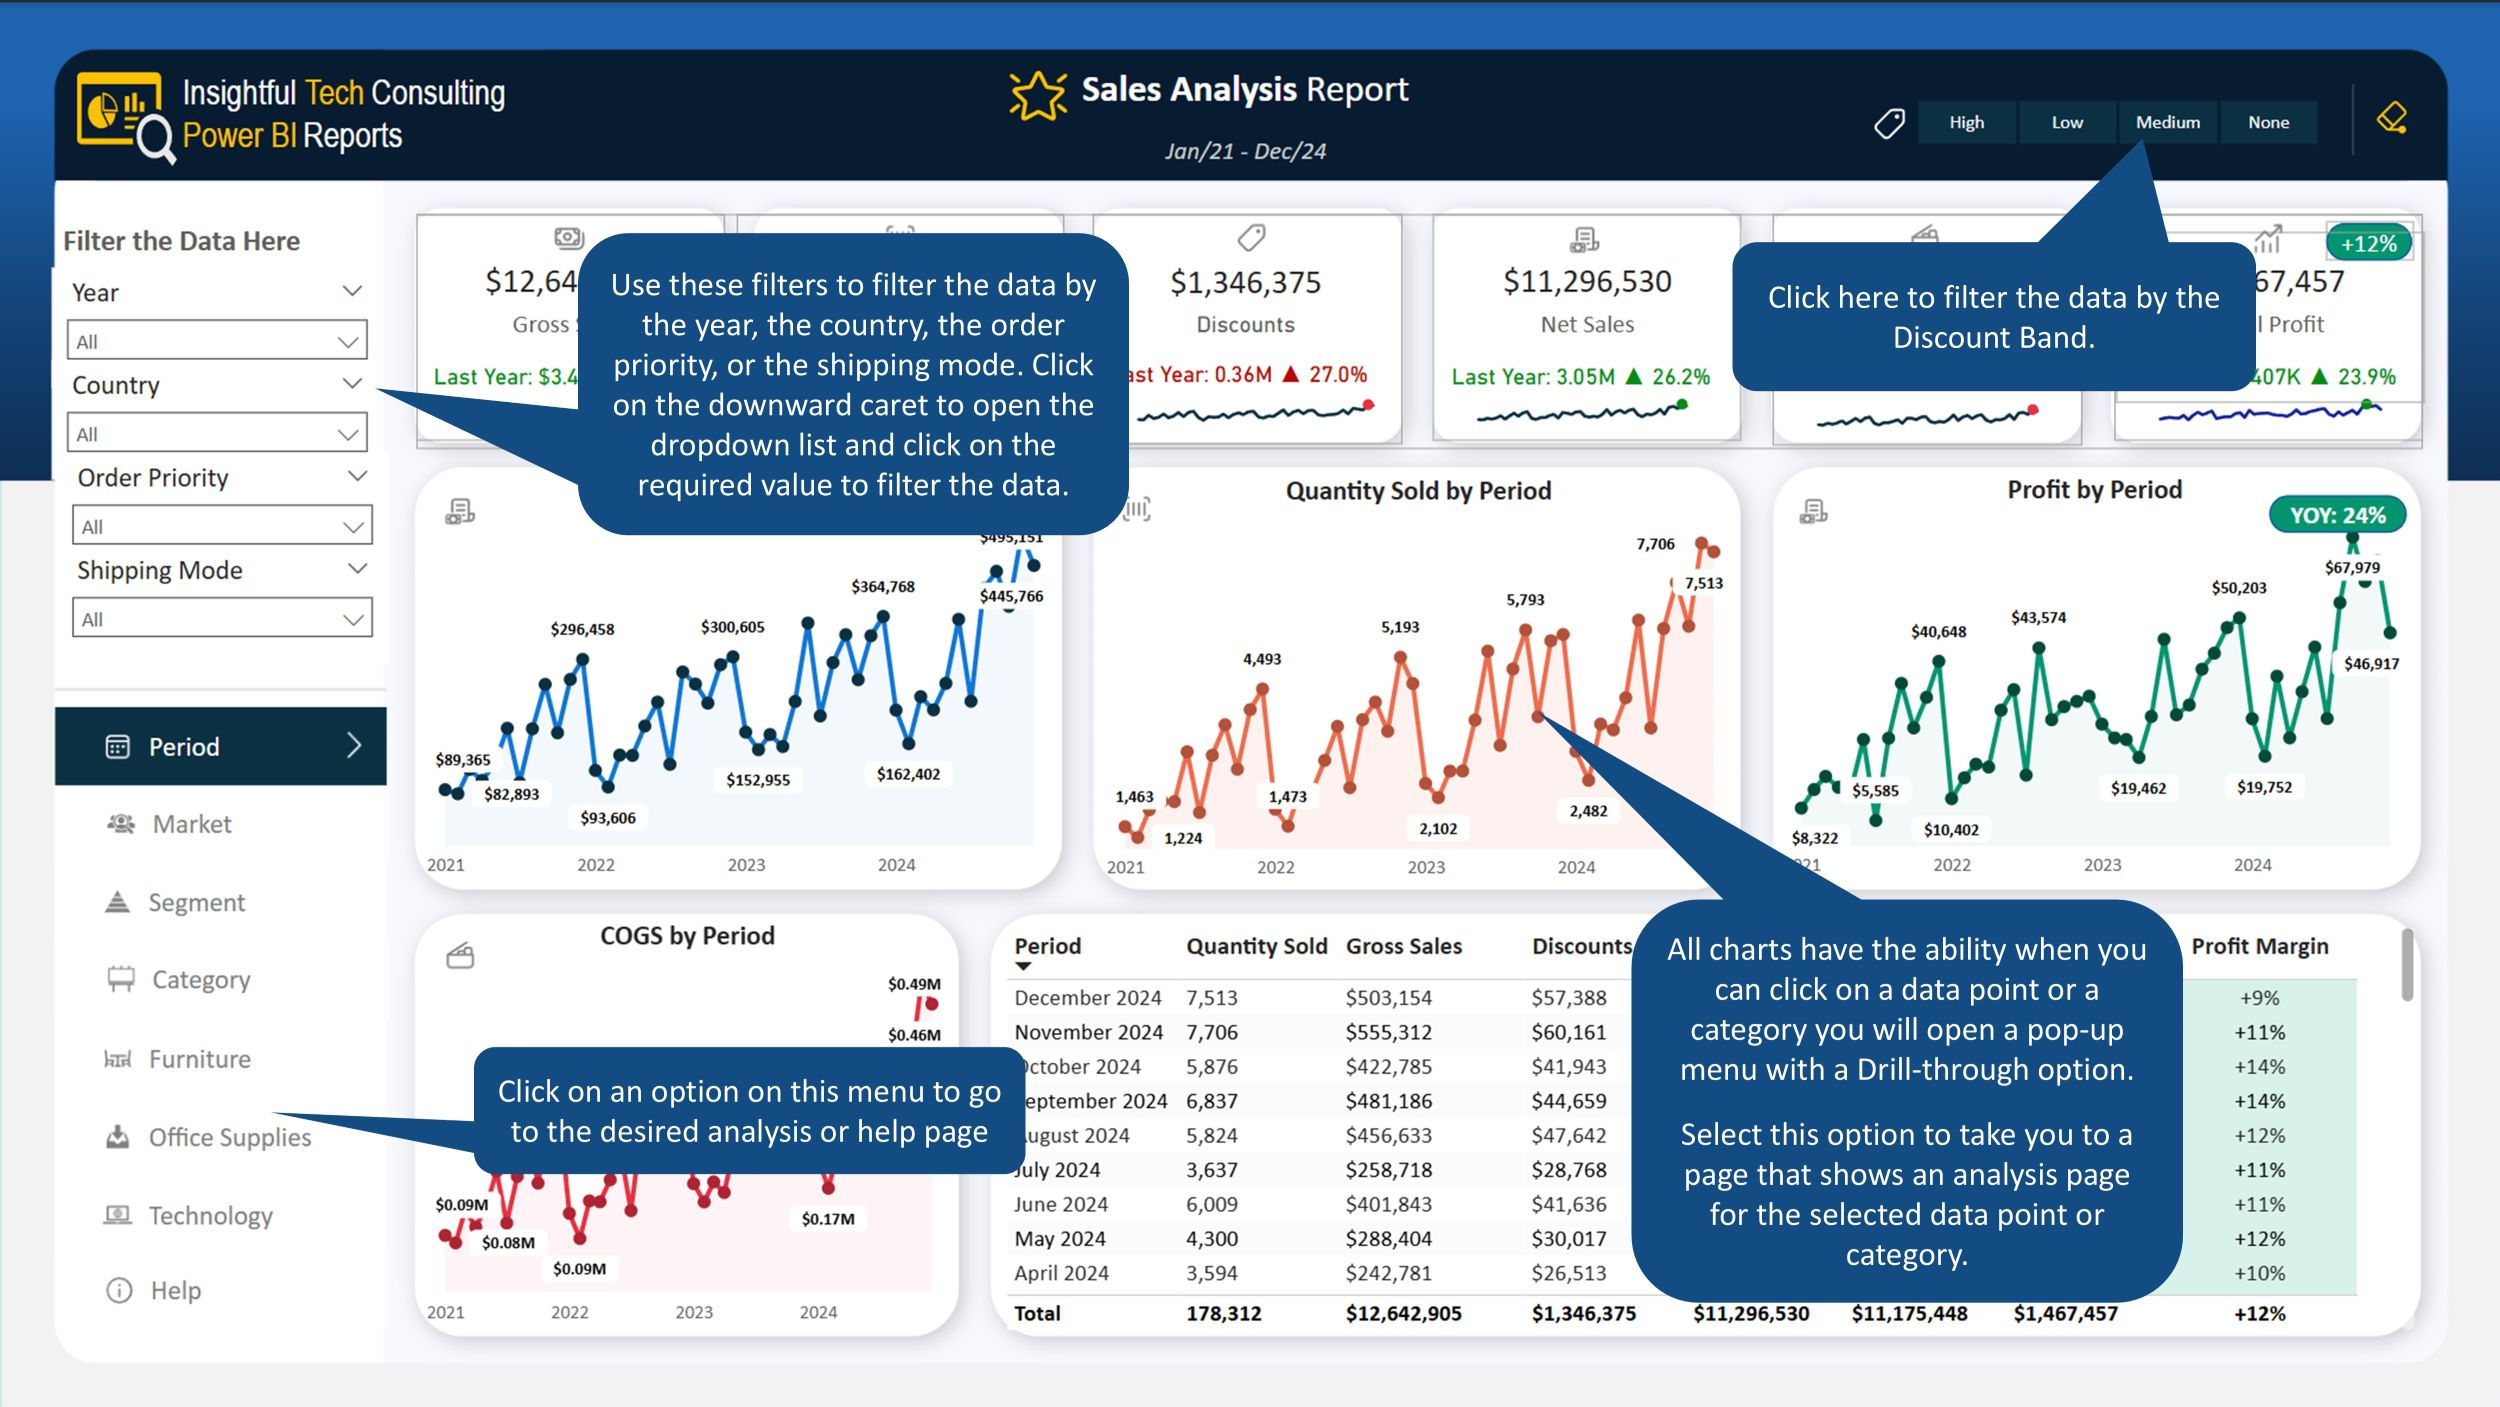 Insightful Tech Consulting
Power BI Reports
Sales Analysis Report
Jan/21 - Dec/24
High
Low
Medium
None
Filter the Data Here
Year
All
Country
All
Order Priority
All
Shipping Mode
All
Period
Market
Segment
Category
Furniture
Office Supplies
Technology
Help
$12,64
Gross
Last Year: $3.4
Use these filters to filter the data by
the year, the country, the order
priority, or the shipping mode. Click
on the downward caret to open the
dropdown list and click on the
required value to filter the data.
$1,346,375
Discounts
Year: 0.36M ▲ 27.0%
$11,296,530
Net Sales
Last Year: 3.05M ▲ 26.2%
Click here to filter the data by the
Discount Band.
+12%
67,457
Profit
407K ▲ 23.9%
$495,151
$445,766
$364,768
$300,605
$296,458
$89,365
$82,893
$93,606
$152,955
$162,402
2021 2022 2023 2024
Quantity Sold by Period
7,706
7,513
5,793
5,193
4,493
1,463
1,224
1,473
2,102
2,482
2021 2022 2023 2024
Profit by Period
YOY: 24%
$67,979
$50,203
$43,574
$40,648
$46,917
$5,585
$8,322
$10,402
$19,462
$19,752
21 2022 2023 2024
COGS by Period
$0.49M
$0.46M
Click on an option on this menu to go
to the desired analysis or help page
$0.09M
$0.08M
$0.09M
$0.17M
2021 2022 2023 2024
Period Quantity Sold Gross Sales Discounts Profit Margin
December 2024 7,513 $503,154 $57,388 +9%
November 2024 7,706 $555,312 $60,161 +11%
October 2024 5,876 $422,785 $41,943 +14%
September 2024 6,837 $481,186 $44,659 +14%
August 2024 5,824 $456,633 $47,642 +12%
July 2024 3,637 $258,718 $28,768 +11%
June 2024 6,009 $401,843 $41,636 +11%
May 2024 4,300 $288,404 $30,017 +12%
April 2024 3,594 $242,781 $26,513 +10%
Total 178,312 $12,642,905 $1,346,375 $11,296,530 $11,175,448 $1,467,457 +12%
All charts have the ability when you
can click on a data point or a
category you will open a pop-up
menu with a Drill-through option.
Select this option to take you to a
page that shows an analysis page
for the selected data point or
category.